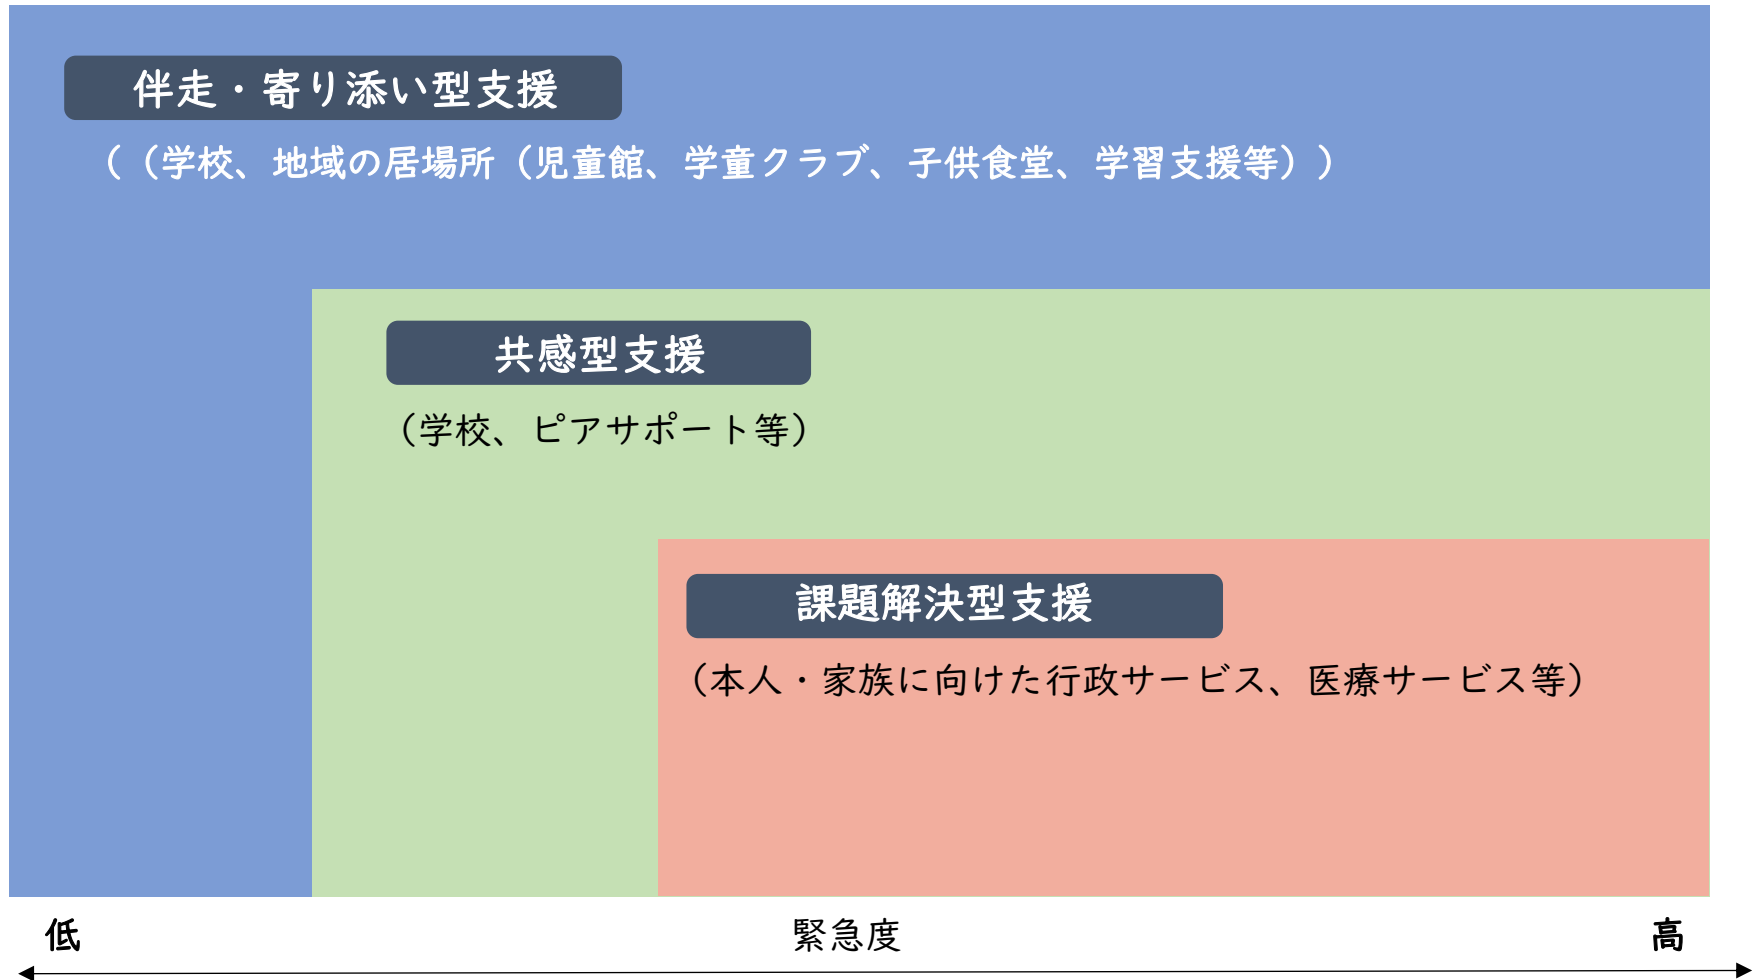 伴走・寄り添い型支援
（（学校、地域の居場所（児童館、学童クラブ、子供食堂、学習支援等））
共感型支援
（学校、ピアサポート等）
課題解決型支援
（本人・家族に向けた行政サービス、医療サービス等）
低 緊急度 高